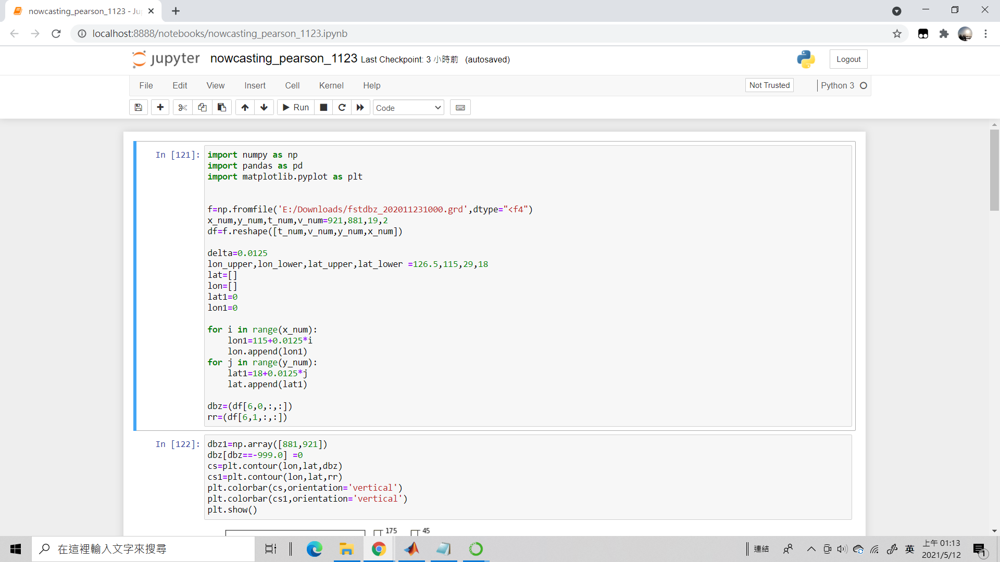 nowcasting_pearson_1123 - Ju
localhost:8888/notebooks/nowcasting_pearson_1123.ipynb
jupyter nowcasting_pearson_1123 Last Checkpoint: 3 小時前 (autosaved) Logout
File Edit View Insert Cell Kernel Help Not Trusted Python 3
Run Code
In [121]: import numpy as np
import pandas as pd
import matplotlib.pyplot as plt
f=np.fromfile('E:/Downloads/fstdbz_202011231000.grd',dtype="<f4")
x_num,y_num,t_num,v_num=921,881,19,2
df=f.reshape([t_num,v_num,y_num,x_num])
delta=0.0125
lon_upper,lon_lower,lat_upper,lat_lower =126.5,115,29,18
lat=[]
lon=[]
lat1=0
lon1=0
for i in range(x_num):
    lon1=115+0.0125*i
    lon.append(lon1)
for j in range(y_num):
    lat1=18+0.0125*j
    lat.append(lat1)
dbz=(df[6,0,:,:])
rr=(df[6,1,:,:])
In [122]: dbz1=np.array([881,921])
dbz[dbz==-999.0] =0
cs=plt.contour(lon,lat,dbz)
cs1=plt.contour(lon,lat,rr)
plt.colorbar(cs,orientation='vertical')
plt.colorbar(cs1,orientation='vertical')
plt.show()
175 45
在這裡輸入文字來搜尋
連結
英
上午 01:13
2021/5/12
1